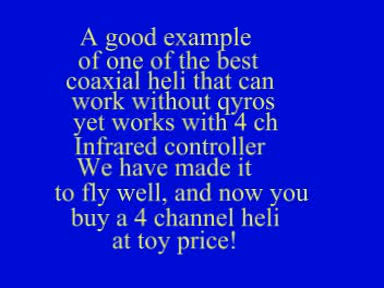 A good example
of one of the best
coaxial heli that can
work without qyros
yet works with 4 ch
Infrared controller
We have made it
to fly well, and now you
buy a 4 channel heli
at toy price!